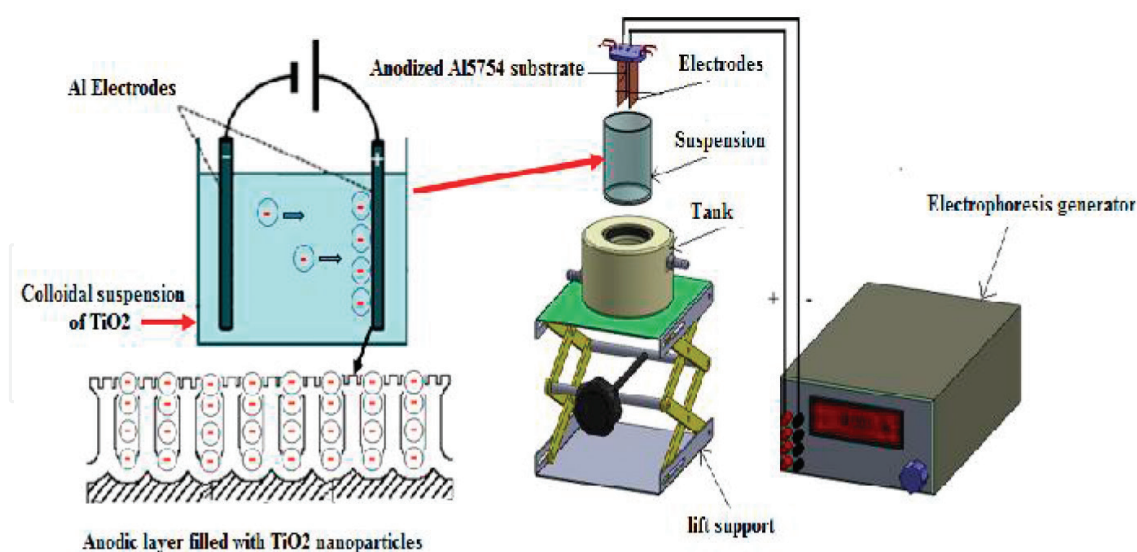 Al Electrodes
Colloidal suspension
of TiO2
Anodic layer filled with TiO2 nanoparticles
Anodized Al5754 substrate
Electrodes
Suspension
Tank
Electrophoresis generator
+ -
lift support